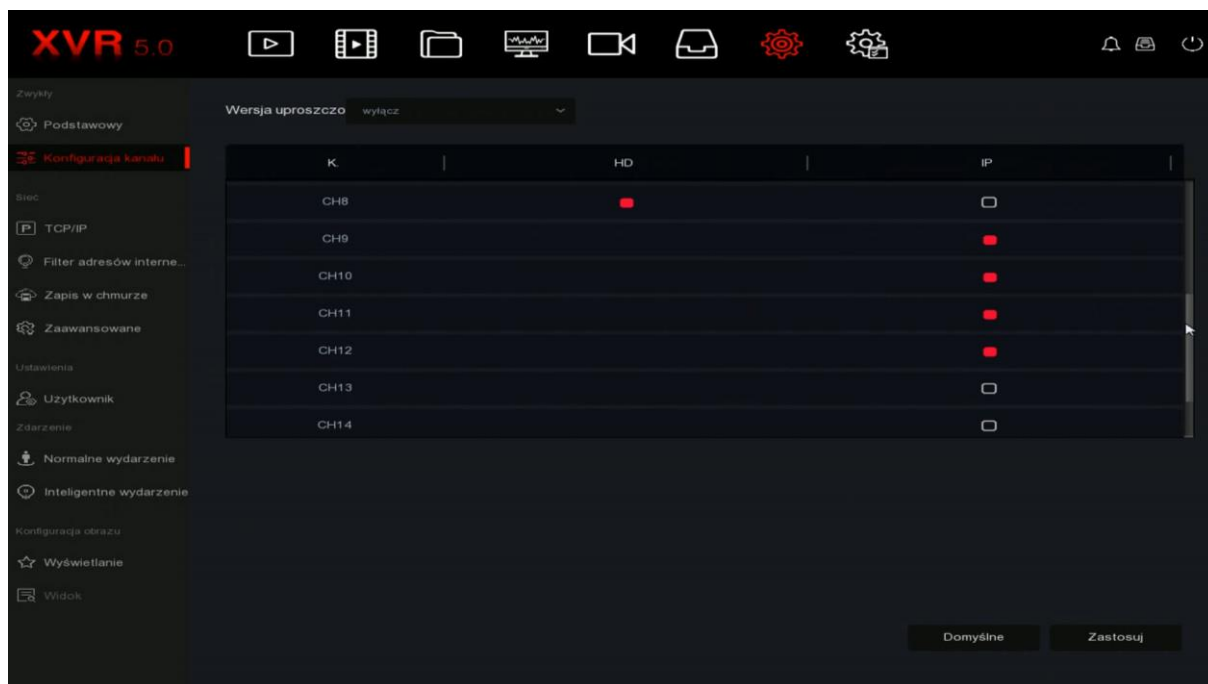 XVR 5.0
Zwykły
Podstawowy
Konfiguracja kanału
Sieć
P TCP/IP
Filter adresów interne...
Zapis w chmurze
Zaawansowane
Ustawienia
Uzytkownik
Zdarzenie
Normalne wydarzenie
Inteligentne wydarzenie
Konfiguracja obrazu
Wyświetlanie
Widok
Wersja uproszczo wyłącz
K. HD IP
CH8
CH9
CH10
CH11
CH12
CH13
CH14
Domyślne Zastosuj